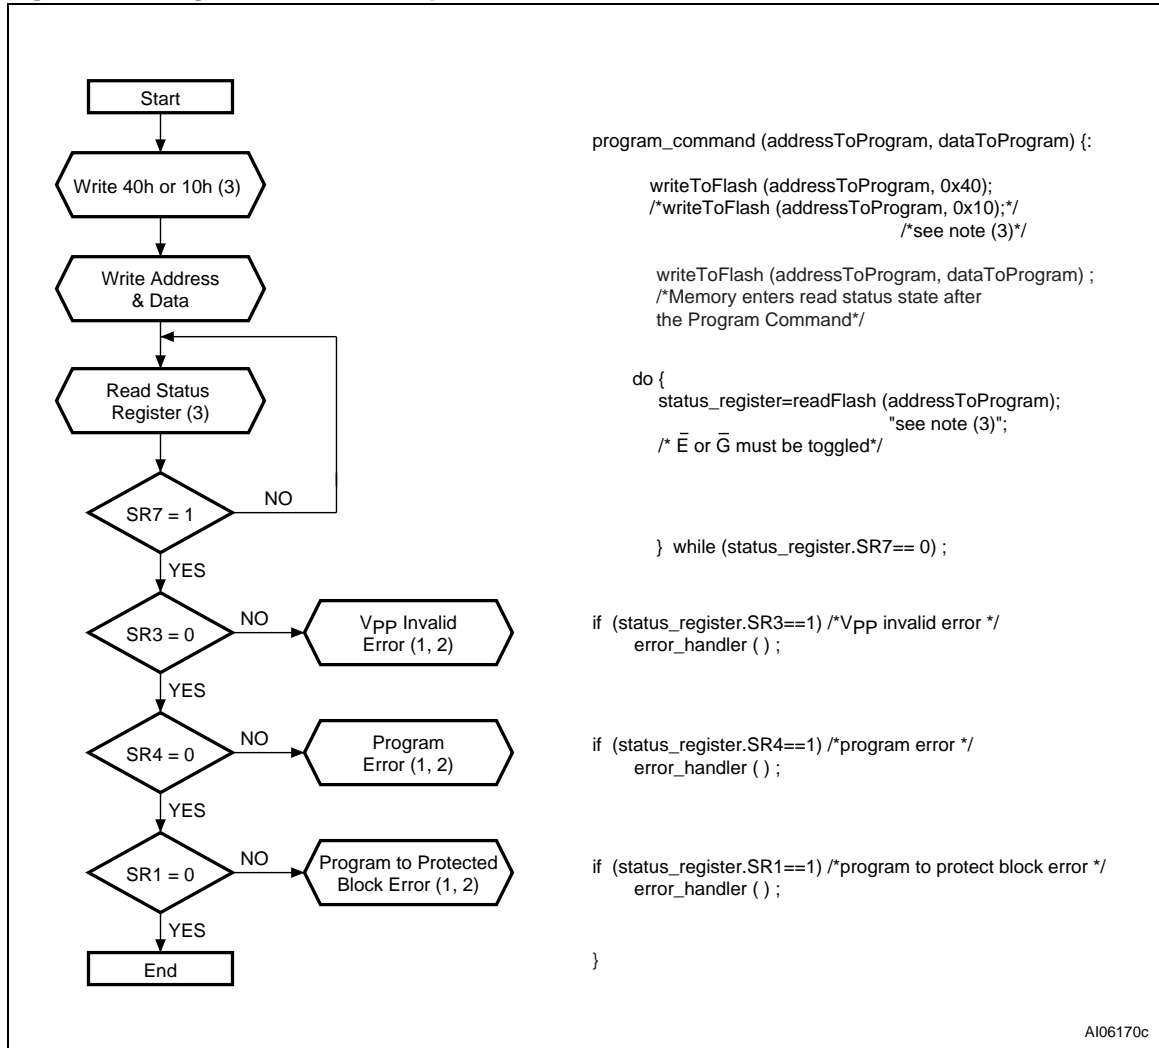 Start
Write 40h or 10h (3)
Write Address
& Data
Read Status
Register (3)
SR7 = 1
NO
YES
SR3 = 0
NO
VPP Invalid
Error (1, 2)
YES
SR4 = 0
NO
Program
Error (1, 2)
YES
SR1 = 0
NO
Program to Protected
Block Error (1, 2)
YES
End
program_command (addressToProgram, dataToProgram) {:
writeToFlash (addressToProgram, 0x40);
/*writeToFlash (addressToProgram, 0x10);*/
/*see note (3)*/
writeToFlash (addressToProgram, dataToProgram) ;
/*Memory enters read status state after
the Program Command*/
do {
status_register=readFlash (addressToProgram);
"see note (3)";
/* E̅ or G̅ must be toggled*/
} while (status_register.SR7== 0) ;
if (status_register.SR3==1) /*VPP invalid error */
error_handler ( ) ;
if (status_register.SR4==1) /*program error */
error_handler ( ) ;
if (status_register.SR1==1) /*program to protect block error */
error_handler ( ) ;
}
AI06170c